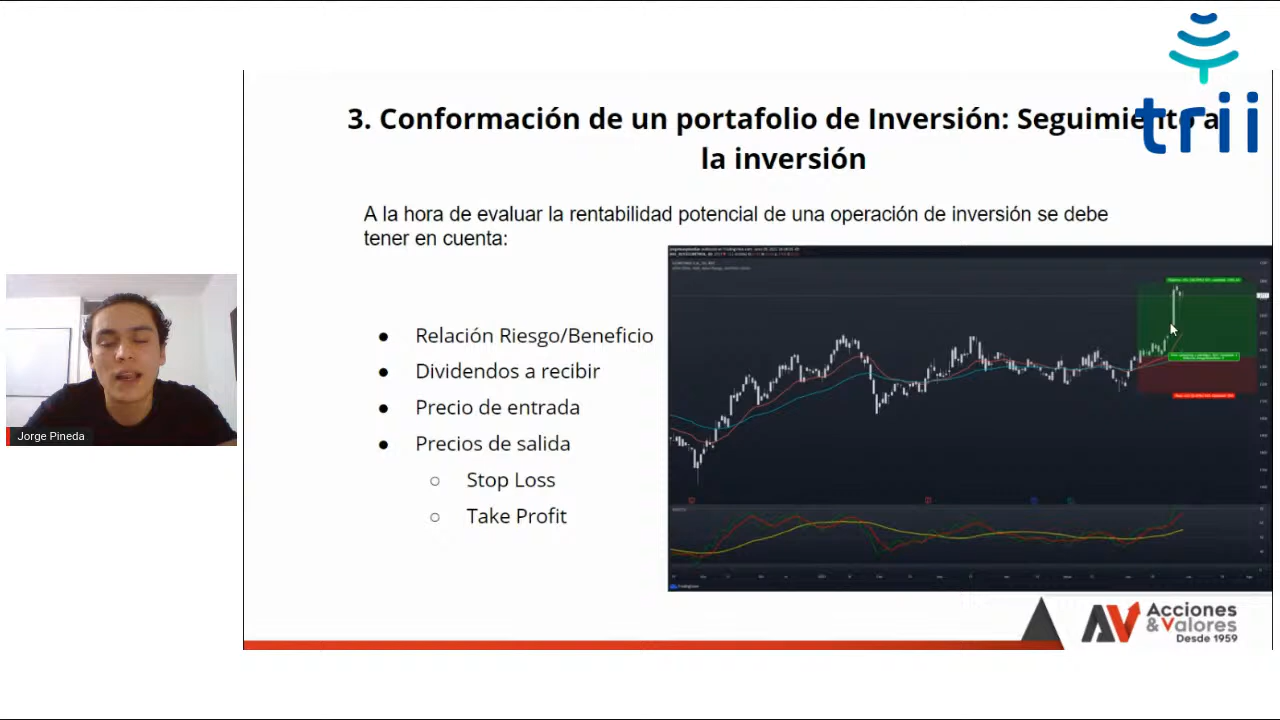 trii
3. Conformación de un portafolio de Inversión: Seguimiento a
la inversión
A la hora de evaluar la rentabilidad potencial de una operación de inversión se debe
tener en cuenta:
● Relación Riesgo/Beneficio
● Dividendos a recibir
● Precio de entrada
● Precios de salida
○ Stop Loss
○ Take Profit
Jorge Pineda
Acciones
& Valores
Desde 1959